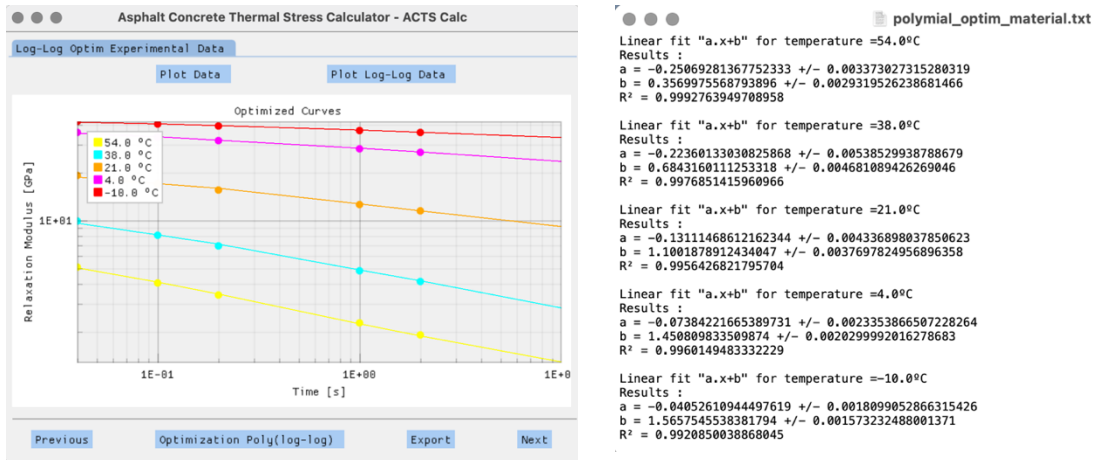 Asphalt Concrete Thermal Stress Calculator - ACTS Calc
Log-Log Optim Experimental Data
Plot Data
Plot Log-Log Data
Optimized Curves
54.0 ºC
38.0 ºC
21.0 ºC
4.0 ºC
-10.0 ºC
Relaxation Modulus [GPa]
1E+01
1E-01
1E+00
1E+0
Time [s]
Previous
Optimization Poly(log-log)
Export
Next
polymial_optim_material.txt
Linear fit "a.x+b" for temperature =54.0ºC
Results :
a = -0.25069281367752333 +/- 0.003373027315280319
b = 0.3569975568793896 +/- 0.0029319526238681466
R² = 0.9992763949708958
Linear fit "a.x+b" for temperature =38.0ºC
Results :
a = -0.22360133030825868 +/- 0.00538529938788679
b = 0.6843160111253318 +/- 0.004681089426269046
R² = 0.9976851415960966
Linear fit "a.x+b" for temperature =21.0ºC
Results :
a = -0.13111468612162344 +/- 0.004336898037850623
b = 1.1001878912434047 +/- 0.0037697824956896358
R² = 0.9956426821795704
Linear fit "a.x+b" for temperature =4.0ºC
Results :
a = -0.07384221665389731 +/- 0.0023353866507228264
b = 1.450809833509874 +/- 0.0020299992016278683
R² = 0.9960149483332229
Linear fit "a.x+b" for temperature =-10.0ºC
Results :
a = -0.04052610944497619 +/- 0.0018099052866315426
b = 1.5657545538381794 +/- 0.001573232488001371
R² = 0.9920850038868045